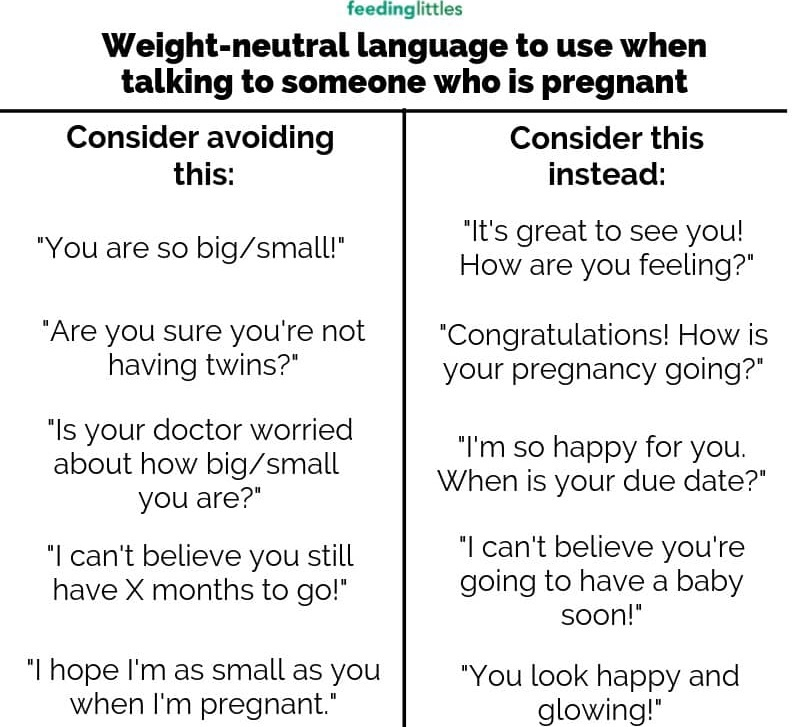 feedinglittles
Weight-neutral language to use when
talking to someone who is pregnant
Consider avoiding
this:
Consider this
instead:
"You are so big/small!"
"It's great to see you!
How are you feeling?"
"Are you sure you're not
having twins?"
"Congratulations! How is
your pregnancy going?"
"Is your doctor worried
about how big/small
you are?"
"I'm so happy for you.
When is your due date?"
"I can't believe you still
have X months to go!"
"I can't believe you're
going to have a baby
soon!"
"I hope I'm as small as you
when I'm pregnant."
"You look happy and
glowing!"